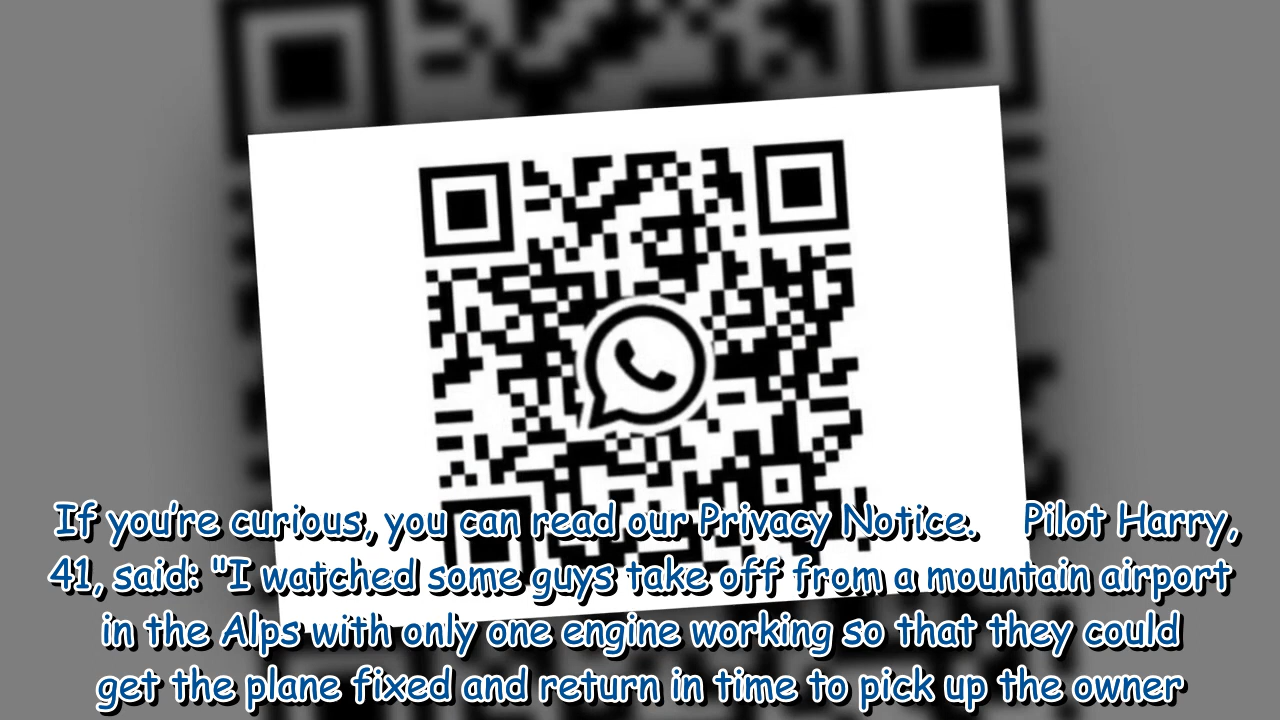 If you're curious, you can read our Privacy Notice. Pilot Harry,
41, said: "I watched some guys take off from a mountain airport
in the Alps with only one engine working so that they could
get the plane fixed and return in time to pick up the owner